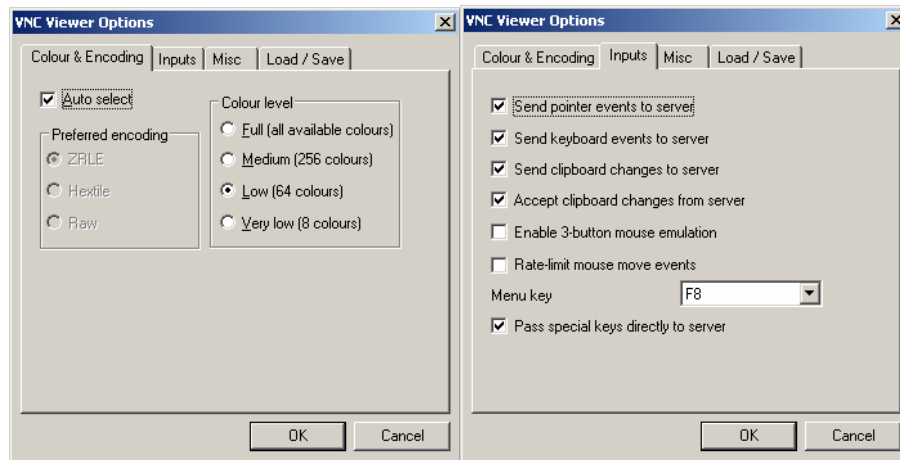 VNC Viewer Options
Colour & Encoding Inputs Misc Load / Save
Auto select
Preferred encoding
ZRLE
Hextile
Raw
Colour level
Full (all available colours)
Medium (256 colours)
Low (64 colours)
Very low (8 colours)
OK Cancel
VNC Viewer Options
Colour & Encoding Inputs Misc Load / Save
Send pointer events to server
Send keyboard events to server
Send clipboard changes to server
Accept clipboard changes from server
Enable 3-button mouse emulation
Rate-limit mouse move events
Menu key F8
Pass special keys directly to server
OK Cancel